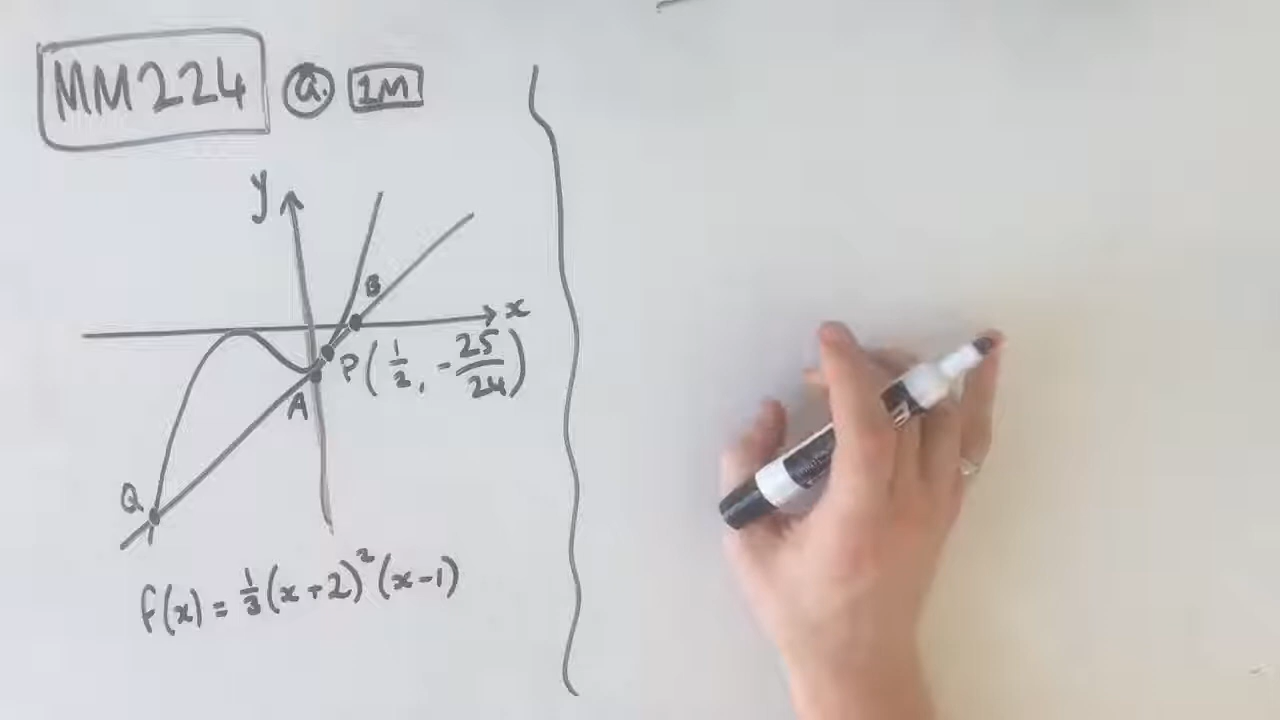 MM224 a. 1M
y
B
x
P(1/2, -25/24)
A
Q
f(x) = 1/3(x+2)²(x-1)